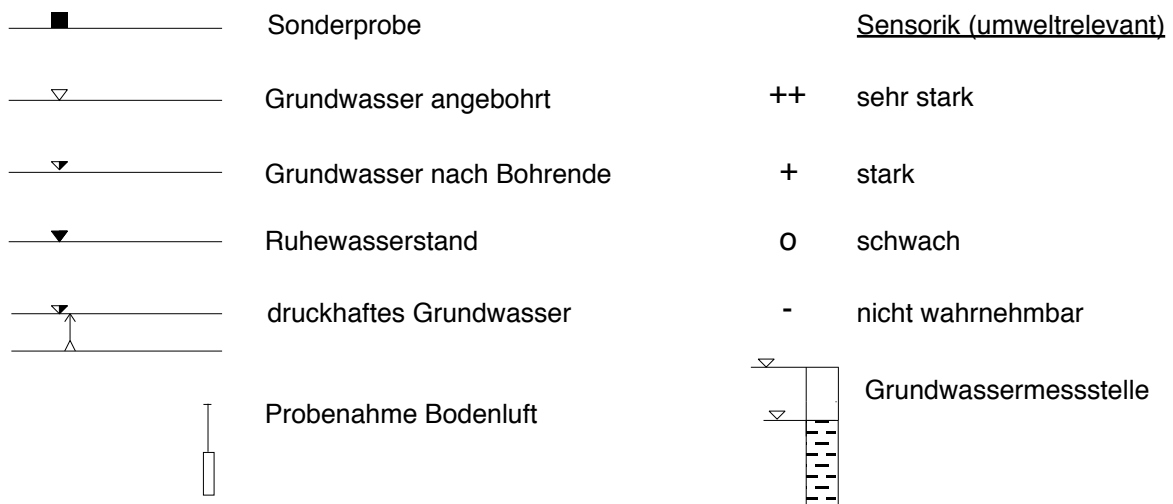 Sonderprobe
Grundwasser angebohrt
Grundwasser nach Bohrende
Ruhewasserstand
druckhaftes Grundwasser
Probenahme Bodenluft
Sensorik (umweltrelevant)
++ sehr stark
+ stark
o schwach
- nicht wahrnehmbar
Grundwassermessstelle